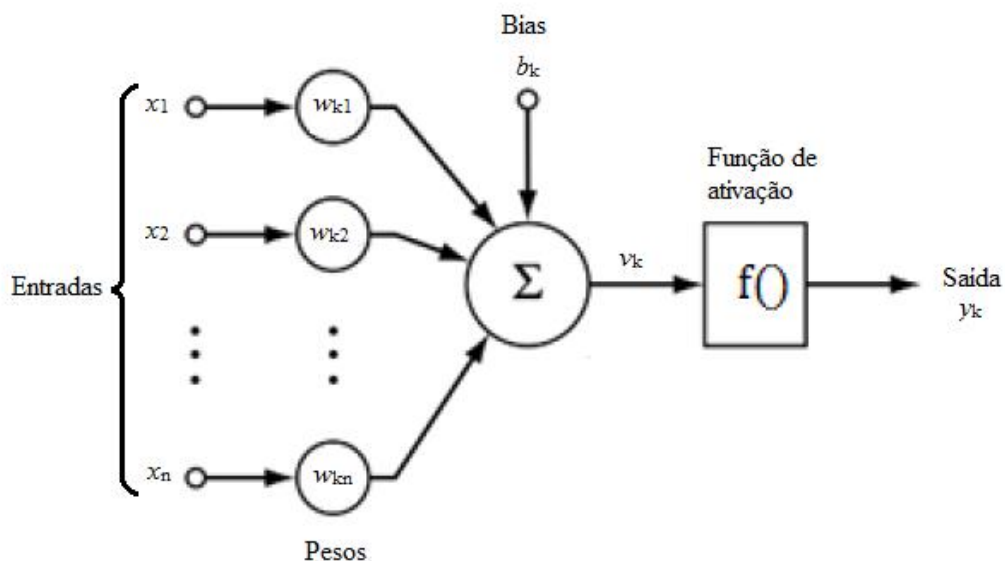 Bias
bk
x1
wk1
Função de
ativação
x2
wk2
Entradas
Σ
vk
f()
Saída
yk
xn
wkn
Pesos